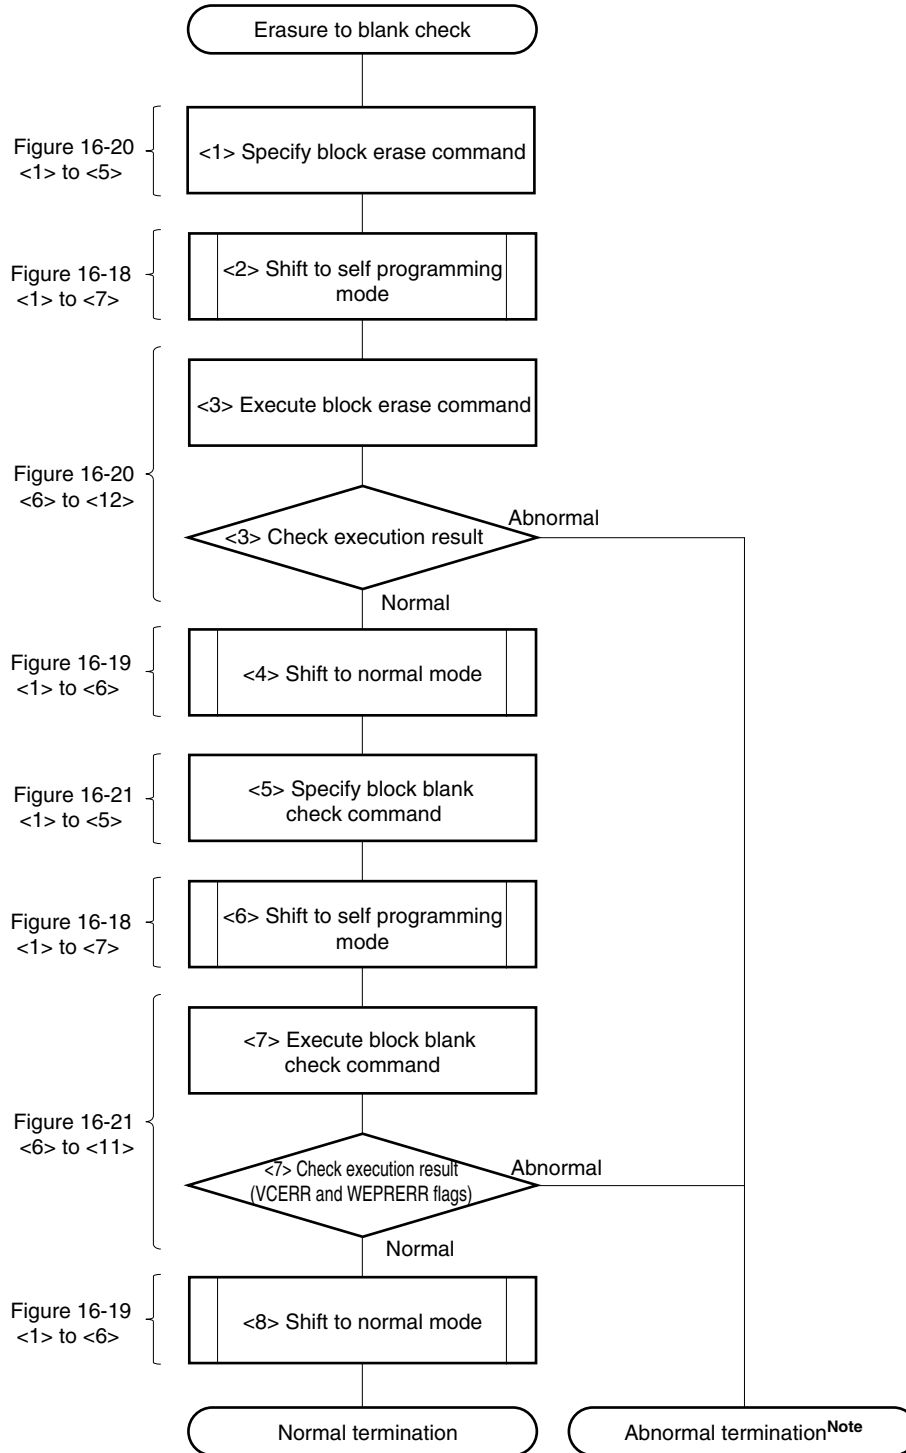 Erasure to blank check
Figure 16-20
<1> to <5>
<1> Specify block erase command
Figure 16-18
<1> to <7>
<2> Shift to self programming
mode
<3> Execute block erase command
Figure 16-20
<6> to <12>
<3> Check execution result
Abnormal
Normal
Figure 16-19
<1> to <6>
<4> Shift to normal mode
Figure 16-21
<1> to <5>
<5> Specify block blank
check command
Figure 16-18
<1> to <7>
<6> Shift to self programming
mode
<7> Execute block blank
check command
Figure 16-21
<6> to <11>
<7> Check execution result
(VCERR and WEPRERR flags)
Abnormal
Normal
Figure 16-19
<1> to <6>
<8> Shift to normal mode
Normal termination
Abnormal terminationNote